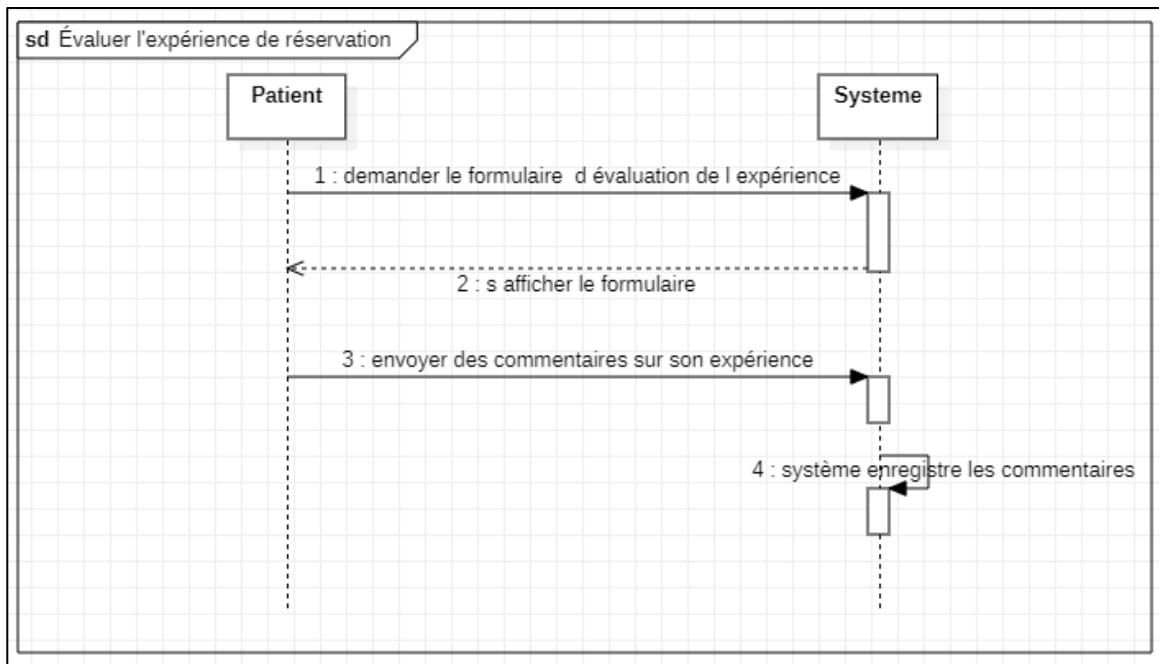 sd Évaluer l'expérience de réservation
Patient
Systeme
1 : demander le formulaire  d évaluation de l expérience
2 : s afficher le formulaire
3 : envoyer des commentaires sur son expérience
4 : système enregistre les commentaires